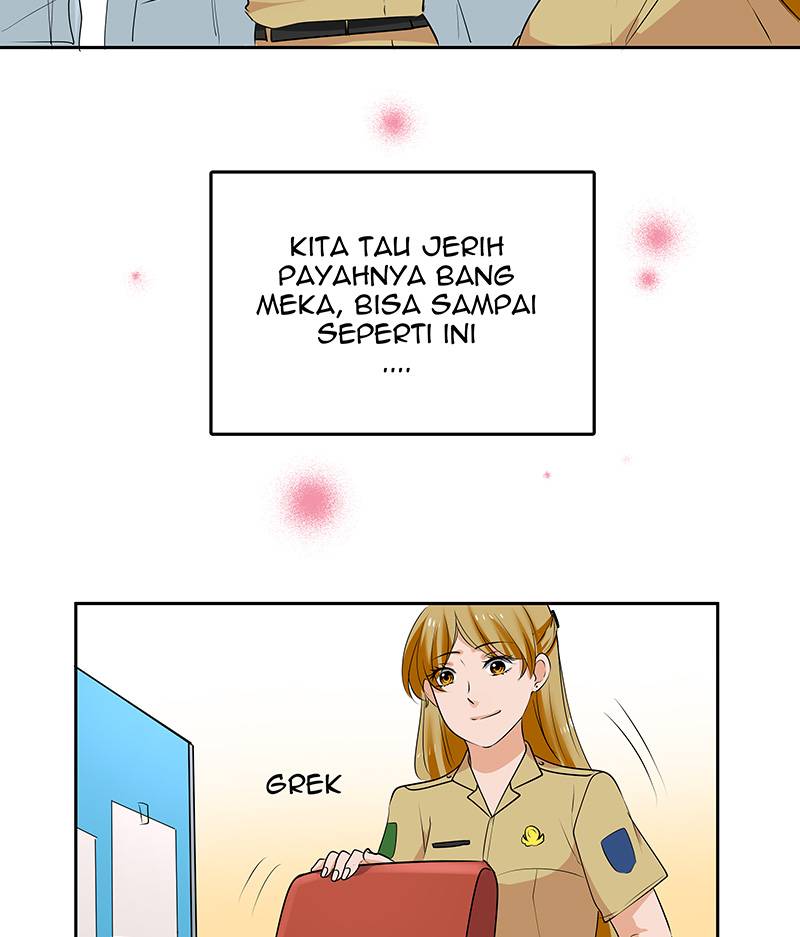 KITA TAU JERIH
PAYAHNYA BANG
MEKA, BISA SAMPAI
SEPERTI INI
....
GREK